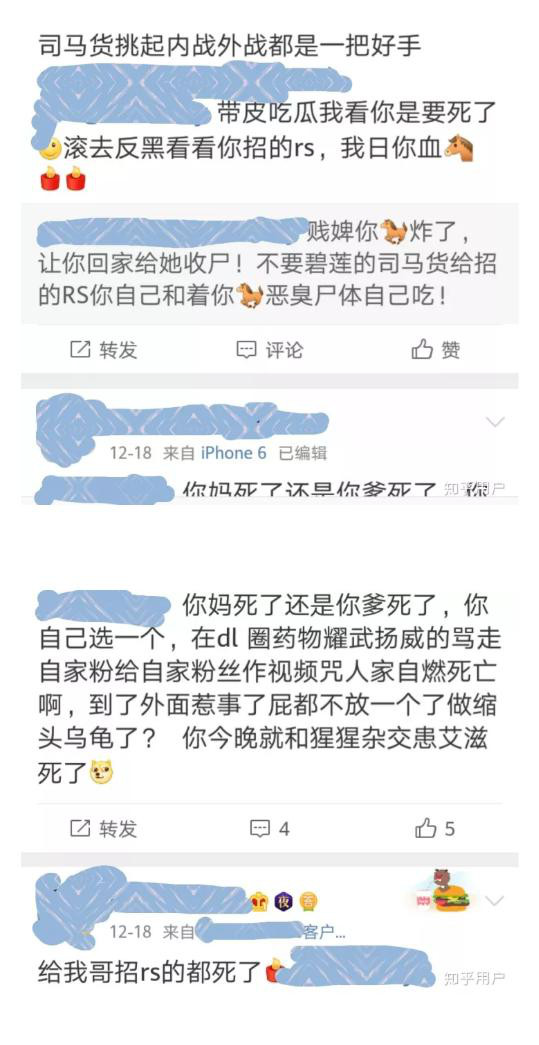 司马货挑起内战外战都是一把好手
带皮吃瓜我看你是要死了
滚去反黑看看你招的rs，我日你血🐴
🕯️🕯️
贱婢你🐎炸了，
让你回家给她收尸！不要碧莲的司马货给招
的RS你自己和着你🐎恶臭尸体自己吃！
转发 评论 赞
12-18 来自 iPhone 6 已编辑
你妈死了还是你爹死了，你
知乎用户
你妈死了还是你爹死了，你
自己选一个，在dl 圈药物耀武扬威的骂走
自家粉给自家粉丝作视频咒人家自燃死亡
啊，到了外面惹事了屁都不放一个了做缩
头乌龟了？ 你今晚就和猩猩杂交患艾滋
死了
转发 4 5
夜
12-18 来自 客户...
给我哥招rs的都死了🕯️
知乎用户